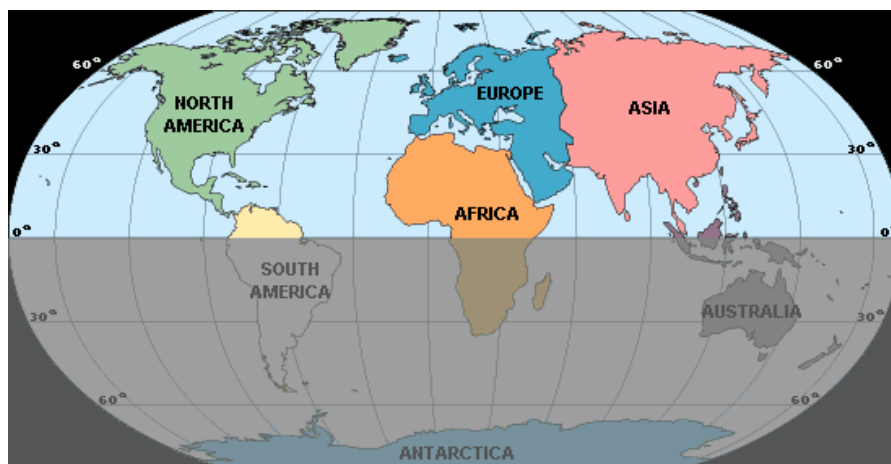 60°
60°
NORTH
AMERICA
EUROPE
ASIA
30°
30°
AFRICA
0°
0°
SOUTH
AMERICA
AUSTRALIA
30°
30°
60°
60°
ANTARCTICA